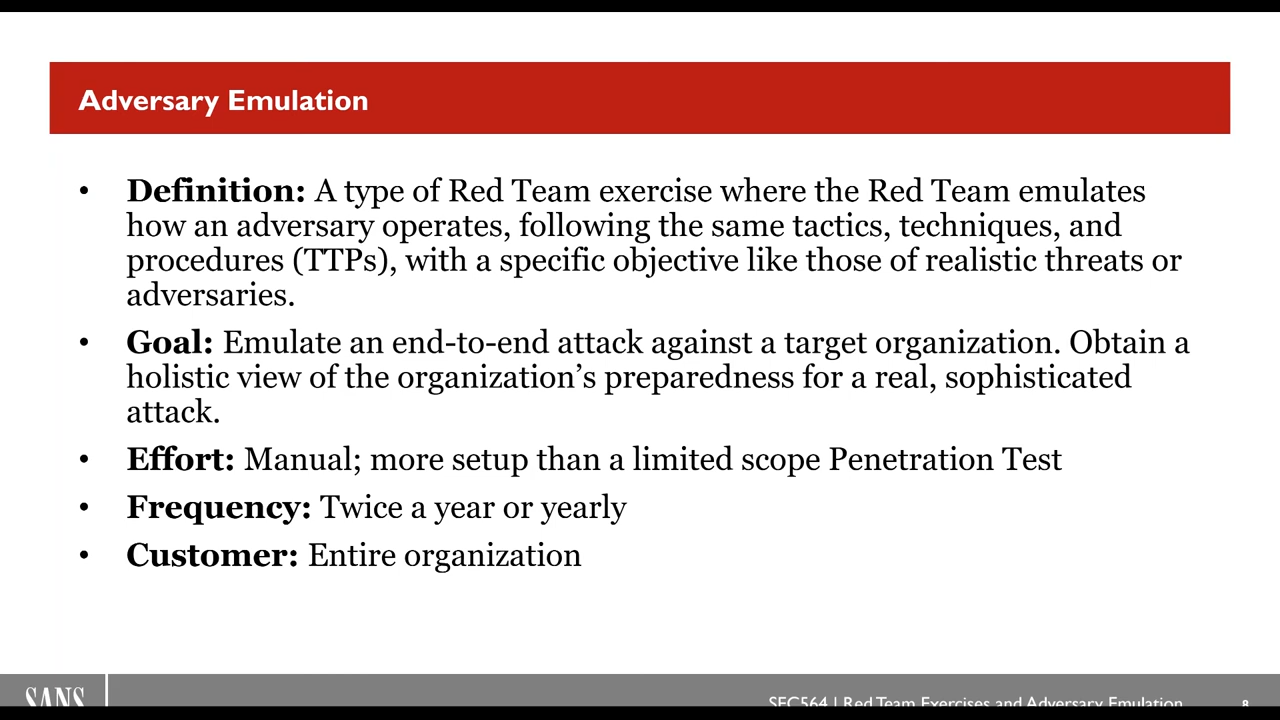 Adversary Emulation
• Definition: A type of Red Team exercise where the Red Team emulates
how an adversary operates, following the same tactics, techniques, and
procedures (TTPs), with a specific objective like those of realistic threats or
adversaries.
• Goal: Emulate an end-to-end attack against a target organization. Obtain a
holistic view of the organization’s preparedness for a real, sophisticated
attack.
• Effort: Manual; more setup than a limited scope Penetration Test
• Frequency: Twice a year or yearly
• Customer: Entire organization
SANS
SEC564 | Red Team Exercises and Adversary Emulation
8